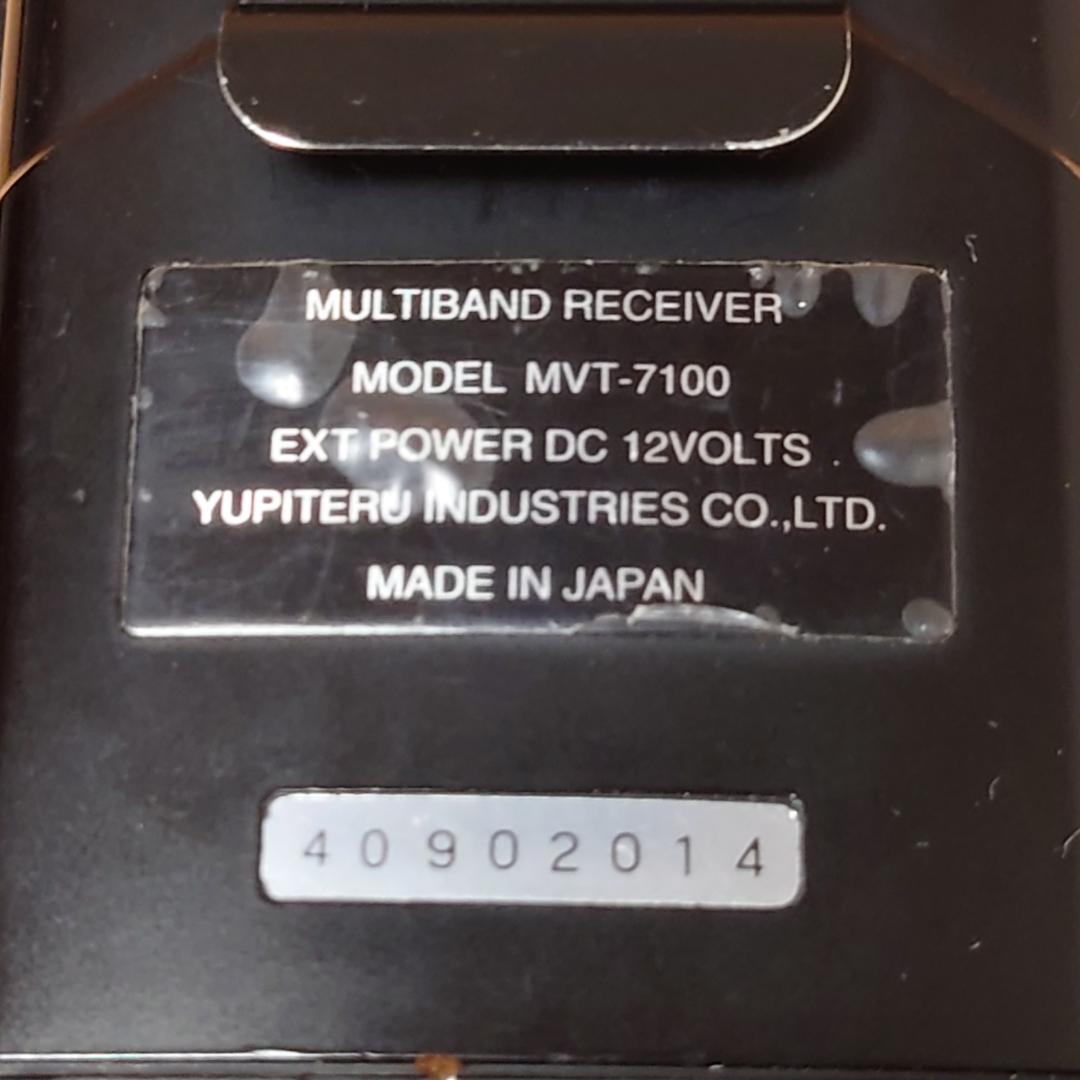 MULTIBAND RECEIVER
MODEL MVT-7100
EXT POWER DC 12VOLTS .
YUPITERU INDUSTRIES CO.,LTD.
MADE IN JAPAN
40902014